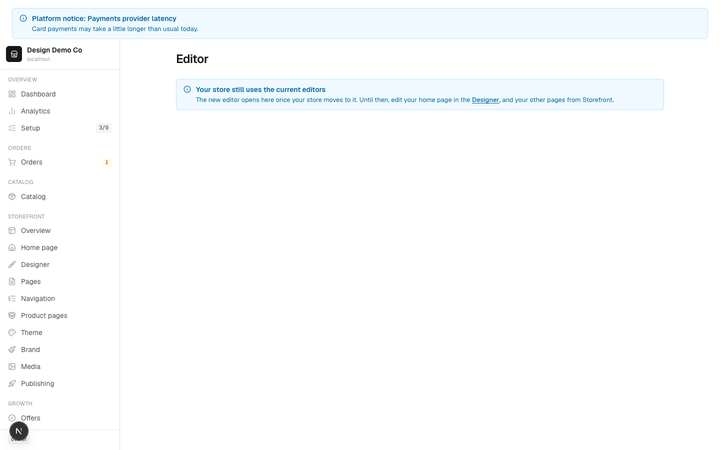 Platform notice: Payments provider latency
Card payments may take a little longer than usual today.
Design Demo Co
localhost
OVERVIEW
Dashboard
Analytics
Setup 3/9
ORDERS
Orders 1
CATALOG
Catalog
STOREFRONT
Overview
Home page
Designer
Pages
Navigation
Product pages
Theme
Brand
Media
Publishing
GROWTH
Offers
N
Editor
Your store still uses the current editors
The new editor opens here once your store moves to it. Until then, edit your home page in the Designer, and your other pages from Storefront.